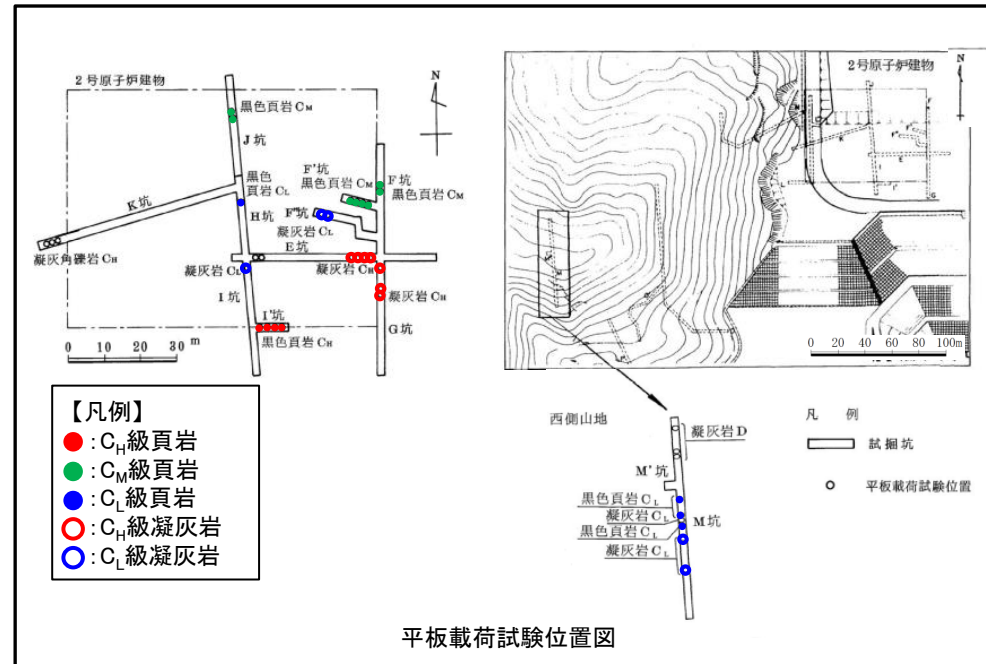 2号原子炉建物
N
黒色頁岩 CM
J 坑
黒色
頁岩 CL
F'坑
黒色頁岩 CM
F 坑
黒色頁岩 CM
K坑
H 坑
F"坑
凝灰岩 CL
E 坑
凝灰角礫岩 CH
凝灰岩 CL
凝灰岩 CH
凝灰岩 CH
I 坑
I'坑
黒色頁岩 CH
G 坑
0 10 20 30 m
【凡例】
:CH級頁岩
:CM級頁岩
:CL級頁岩
:CH級凝灰岩
:CL級凝灰岩
2号原子炉建物
N
K
F'
F"
E
I
L
I'
G
M
0 20 40 60 80 100m
西側山地
凝灰岩 D
M'坑
黒色頁岩 CL
凝灰岩 CL
M坑
黒色頁岩 CL
凝灰岩 CL
凡 例
試掘坑
平板載荷試験位置
平板載荷試験位置図